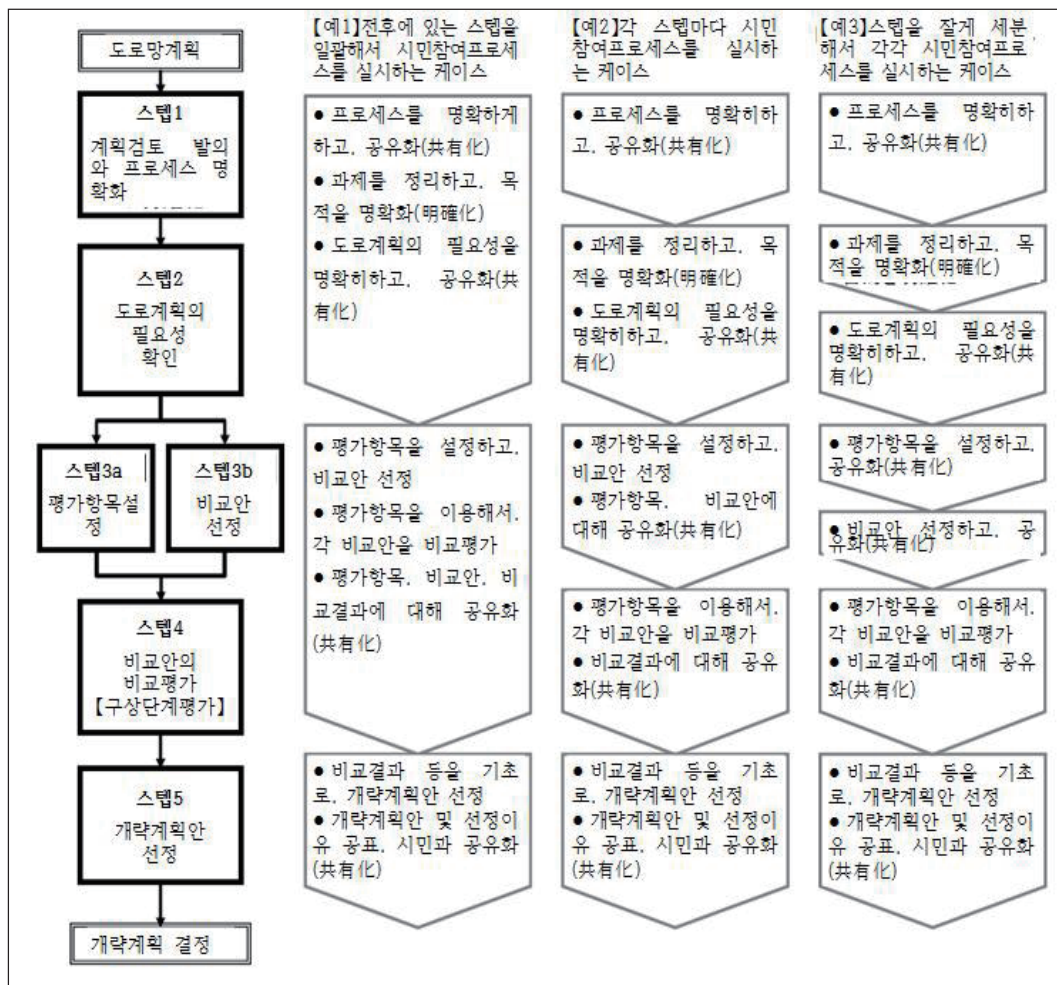 도로망계획
스텝1
계획검토 발의
와 프로세스 명
확화
스텝2
도로계획의
필요성
확인
스텝3a
평가항목설
정
스텝3b
비교안
선정
스텝4
비교안의
비교평가
【구상단계평가】
스텝5
개략계획안
선정
개략계획 결정
【예1】전후에 있는 스텝을
일괄해서 시민참여프로세
스를 실시하는 케이스
● 프로세스를 명확하게
하고, 공유화(共有化)
● 과제를 정리하고, 목
적을 명확화(明確化)
● 도로계획의 필요성을
명확히하고, 공유화(共
有化)
● 평가항목을 설정하고,
비교안 선정
● 평가항목을 이용해서,
각 비교안을 비교평가
● 평가항목, 비교안, 비
교결과에 대해 공유화
(共有化)
● 비교결과 등을 기초
로, 개략계획안 선정
● 개략계획안 및 선정이
유 공표, 시민과 공유화
(共有化)
【예2】각 스텝마다 시민
참여프로세스를 실시하
는 케이스
● 프로세스를 명확히하
고, 공유화(共有化)
● 과제를 정리하고, 목
적을 명확화(明確化)
● 도로계획의 필요성을
명확히하고, 공유화(共
有化)
● 평가항목을 설정하고,
비교안 선정
● 평가항목, 비교안에
대해 공유화(共有化)
● 평가항목을 이용해서,
각 비교안을 비교평가
● 비교결과에 대해 공유
화(共有化)
● 비교결과 등을 기초
로, 개략계획안 선정
● 개략계획안 및 선정이
유 공표, 시민과 공유화
(共有化)
【예3】스텝을 잘게 세분
해서 각각 시민참여프로
세스를 실시하는 케이스
● 프로세스를 명확히하
고, 공유화(共有化)
● 과제를 정리하고, 목
적을 명확화(明確化)
● 도로계획의 필요성을
명확히하고, 공유화(共
有化)
● 평가항목을 설정하고,
공유화(共有化)
● 비교안 선정하고, 공
유화(共有化)
● 평가항목을 이용해서,
각 비교안을 비교평가
● 비교결과에 대해 공유
화(共有化)
● 비교결과 등을 기초
로, 개략계획안 선정
● 개략계획안 및 선정이
유 공표, 시민과 공유화
(共有化)